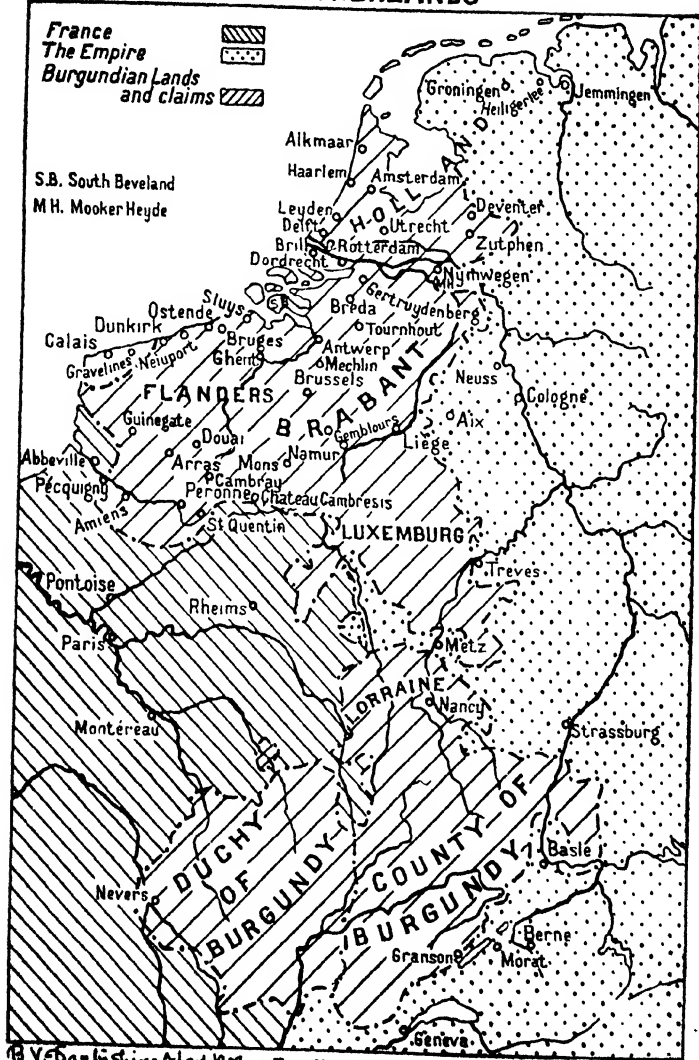 France
The Empire
Burgundian Lands
and claims
S.B. South Beveland
M H. Mooker Heyde
Groningen
Heiligerlee
Jemmingen
Alkmaar
Haarlem
Amsterdam
HOLLAND
Leyden
Delft
Utrecht
Deventer
Brill
Rotterdam
Zutphen
Dordrecht
Nymwegen
MH
Gertruydenberg
S.B.
Sluys
Breda
Ostende
Tournhout
Dunkirk
Bruges
Calais
Neiuport
Ghent
Antwerp
Gravelines
Mechlin
Neuss
FLANDERS
Brussels
Cologne
BRABANT
Aix
Guinegate
Gemblours
Liége
Douai
Abbeville
Arras
Mons
Namur
Cambray
Pécquigny
Peronne
Chateau Cambresis
Amiens
St Quentin
LUXEMBURG
Treves
Pontoise
Rheims
Paris
Metz
LORRAINE
Nancy
Montéreau
Strassburg
DUCHY
OF
BURGUNDY
COUNTY OF
BURGUNDY
Basle
Nevers
Berne
Granson
Morat
Geneva